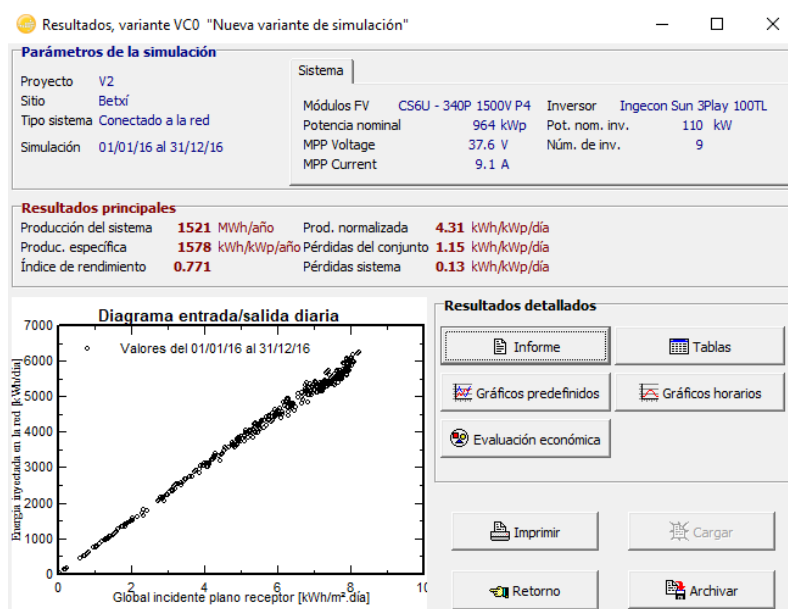 Resultados, variante VC0 "Nueva variante de simulación"
Parámetros de la simulación
Proyecto V2
Sitio Betxí
Tipo sistema Conectado a la red
Simulación 01/01/16 al 31/12/16
Sistema
Módulos FV CS6U - 340P 1500V P4 Inversor Ingecon Sun 3Play 100TL
Potencia nominal 964 kWp Pot. nom. inv. 110 kW
MPP Voltage 37.6 V Núm. de inv. 9
MPP Current 9.1 A
Resultados principales
Producción del sistema 1521 MWh/año Prod. normalizada 4.31 kWh/kWp/día
Produc. específica 1578 kWh/kWp/año Pérdidas del conjunto 1.15 kWh/kWp/día
Índice de rendimiento 0.771 Pérdidas sistema 0.13 kWh/kWp/día
Diagrama entrada/salida diaria
Valores del 01/01/16 al 31/12/16
7000
6000
5000
4000
3000
2000
1000
0
Energía inyectada en la red [kWh/día]
0 2 4 6 8 10
Global incidente plano receptor [kWh/m².día]
Resultados detallados
Informe Tablas
Gráficos predefinidos Gráficos horarios
Evaluación económica
Imprimir Cargar
Retorno Archivar